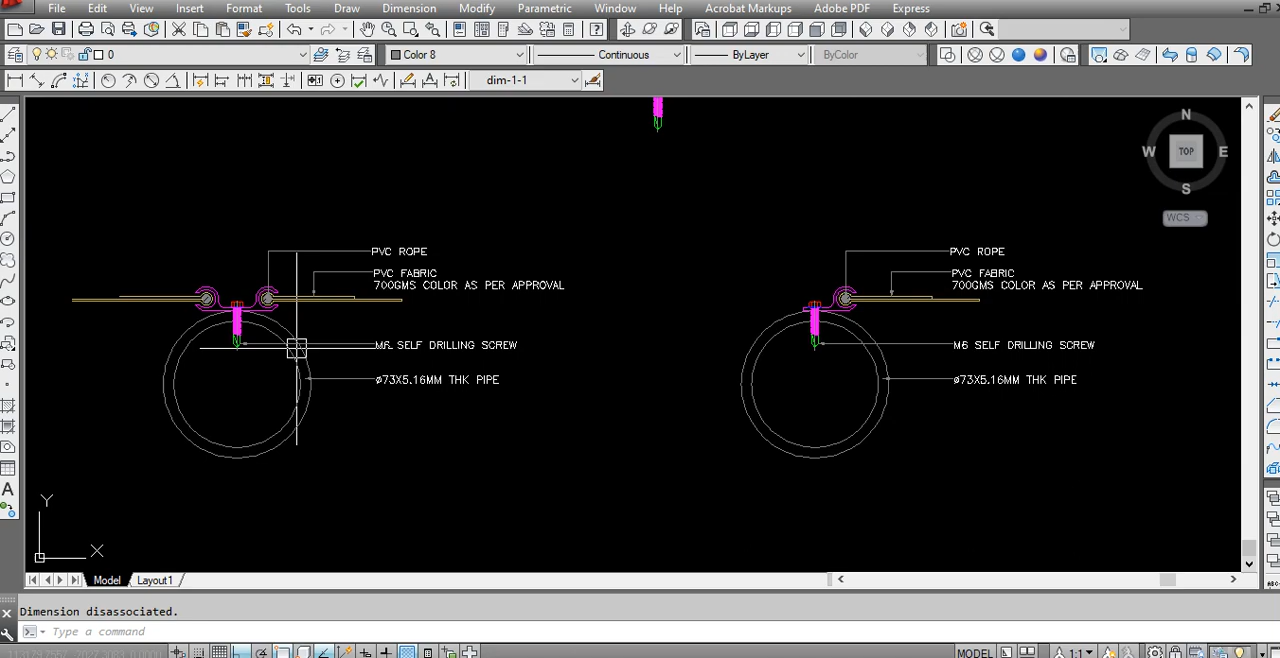 File Edit View Insert Format Tools Draw Dimension Modify Parametric Window Help Acrobat Markups Adobe PDF Express
0 Color 8 Continuous ByLayer ByColor
dim-1-1
N
W TOP E
S
WCS
PVC ROPE
PVC FABRIC
700GMS COLOR AS PER APPROVAL
M6 SELF DRILLING SCREW
ø73X5.16MM THK PIPE
PVC ROPE
PVC FABRIC
700GMS COLOR AS PER APPROVAL
M6 SELF DRILLING SCREW
ø73X5.16MM THK PIPE
Y
X
Model Layout1
Dimension disassociated.
Type a command
MODEL 1:1